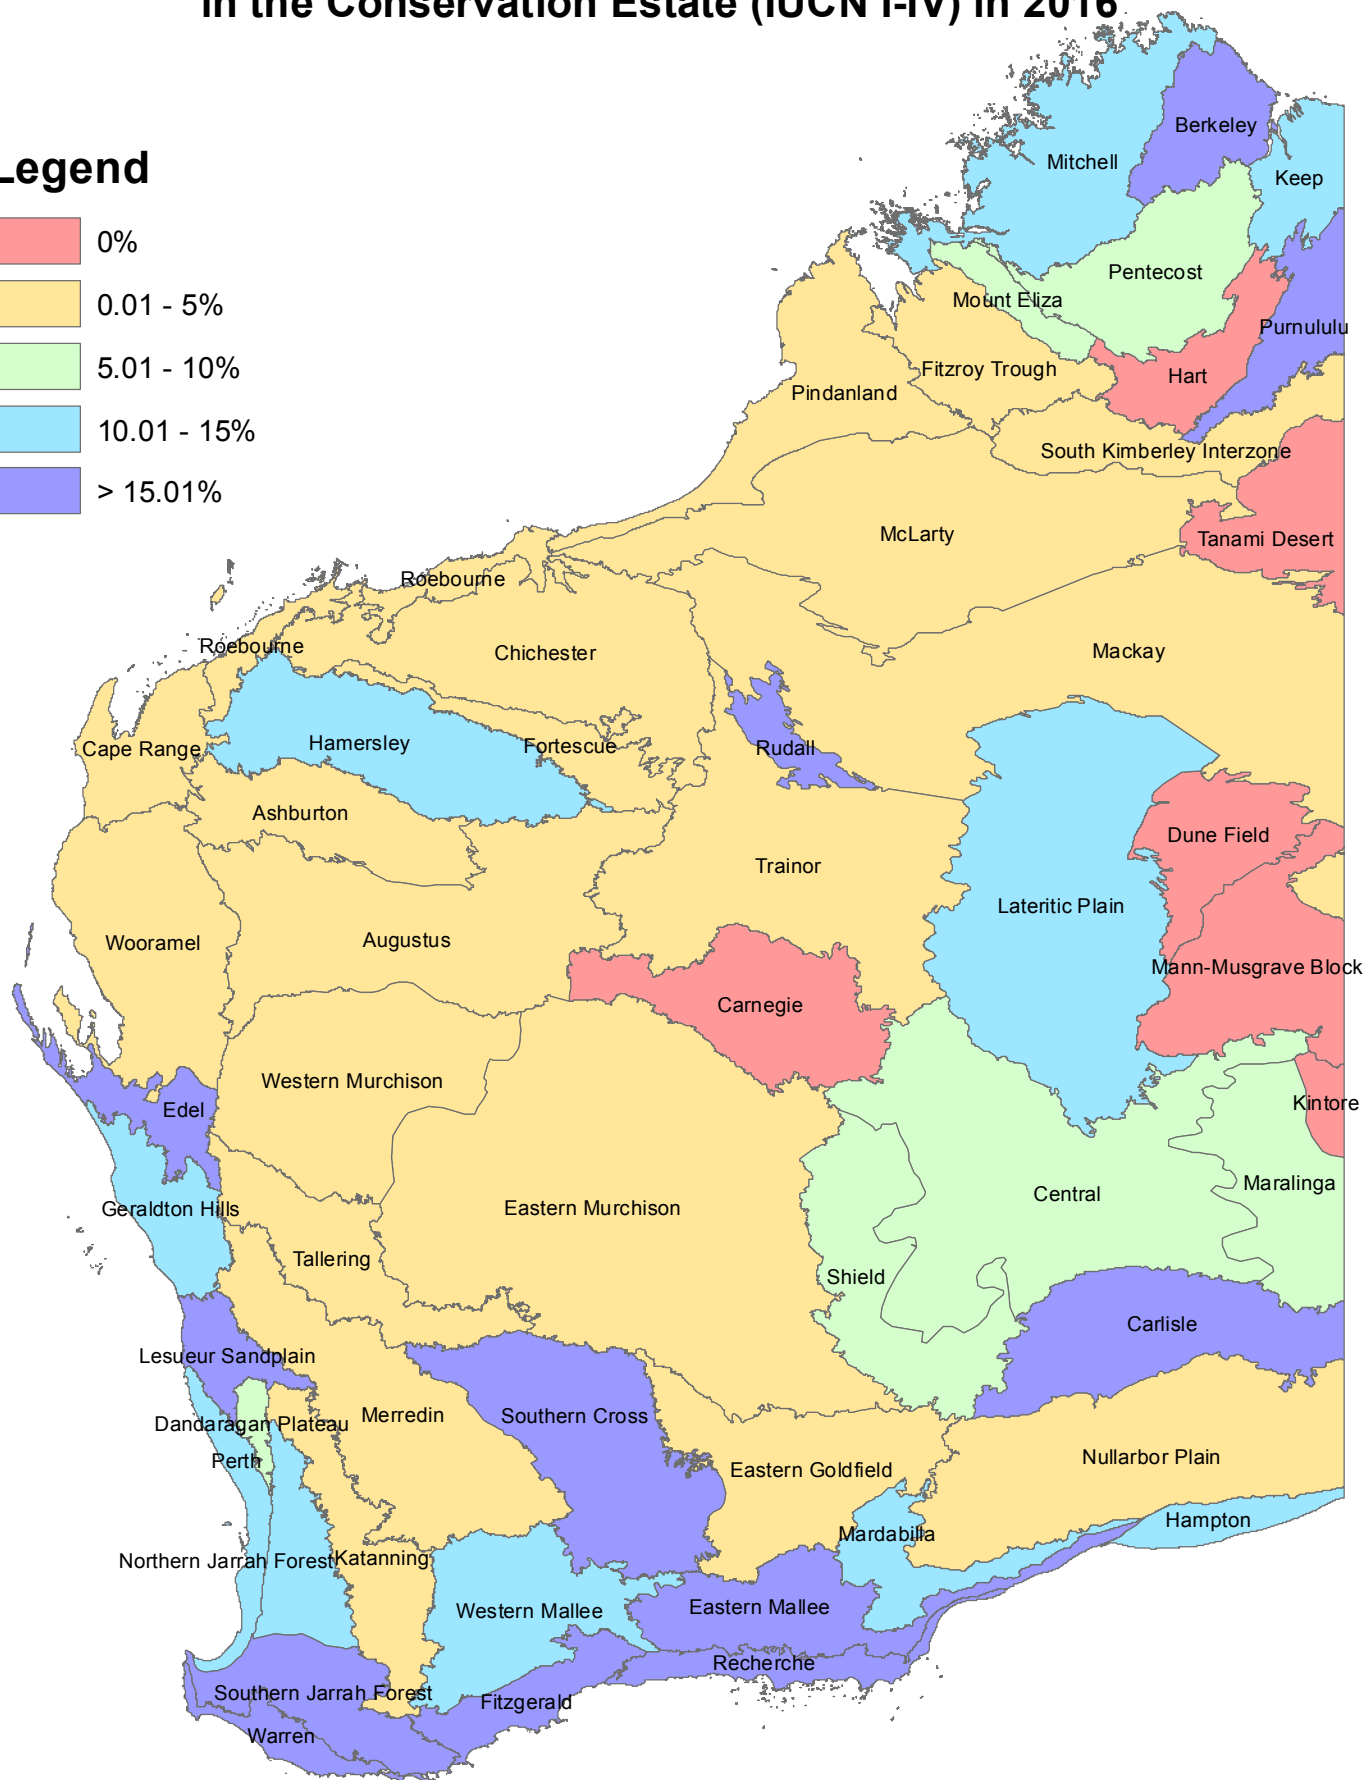 in the Conservation Estate (IUCN I-IV) in 2016
Legend
0%
0.01 - 5%
5.01 - 10%
10.01 - 15%
> 15.01%
Berkeley
Mitchell
Keep
Pentecost
Mount Eliza
Purnululu
Fitzroy Trough
Hart
Pindanland
South Kimberley Interzone
McLarty
Tanami Desert
Roebourne
Roebourne
Chichester
Mackay
Hamersley
Fortescue
Rudall
Cape Range
Ashburton
Dune Field
Trainor
Lateritic Plain
Wooramel
Augustus
Mann-Musgrave Block
Carnegie
Western Murchison
Edel
Kintore
Maralinga
Central
Geraldton Hills
Eastern Murchison
Tallering
Shield
Carlisle
Lesueur Sandplain
Merredin
Southern Cross
Dandaragan Plateau
Perth
Eastern Goldfield
Nullarbor Plain
Hampton
Mardabilla
Northern Jarrah Forest
Katanning
Western Mallee
Eastern Mallee
Recherche
Southern Jarrah Forest
Fitzgerald
Warren